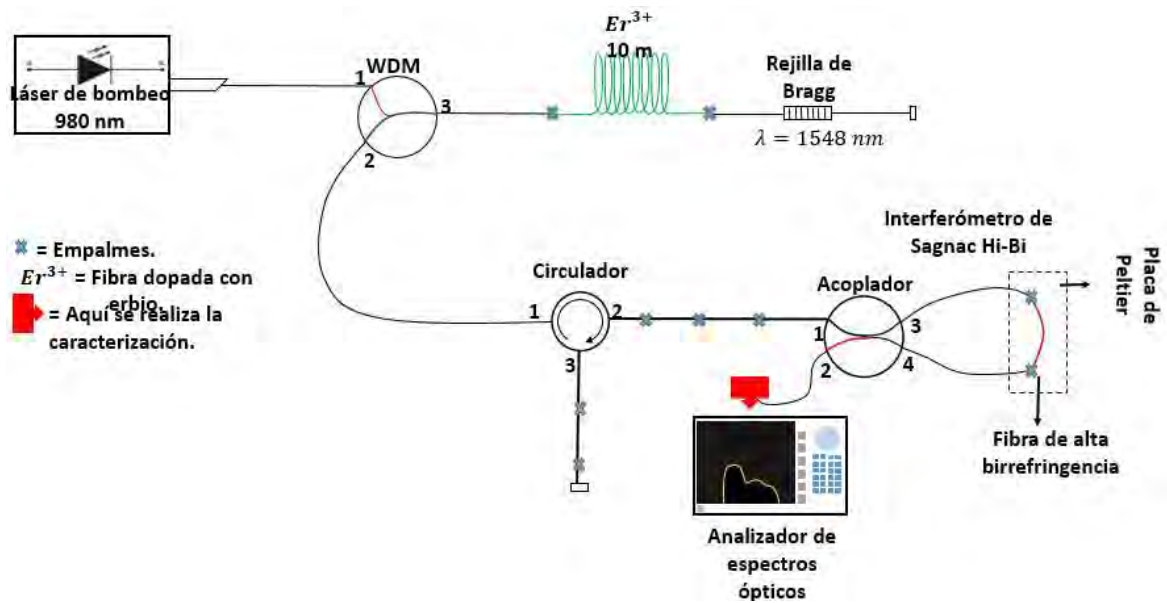 Láser de bombeo
980 nm
WDM
1
2
3
Er³⁺
10 m
Rejilla de
Bragg
λ = 1548 nm
= Empalmes.
Er³⁺ = Fibra dopada con
erbio.
= Aquí se realiza la
caracterización.
Circulador
1
2
3
Acoplador
1
2
3
4
Interferómetro de
Sagnac Hi-Bi
Placa de
Peltier
Fibra de alta
birrefringencia
Analizador de
espectros
ópticos